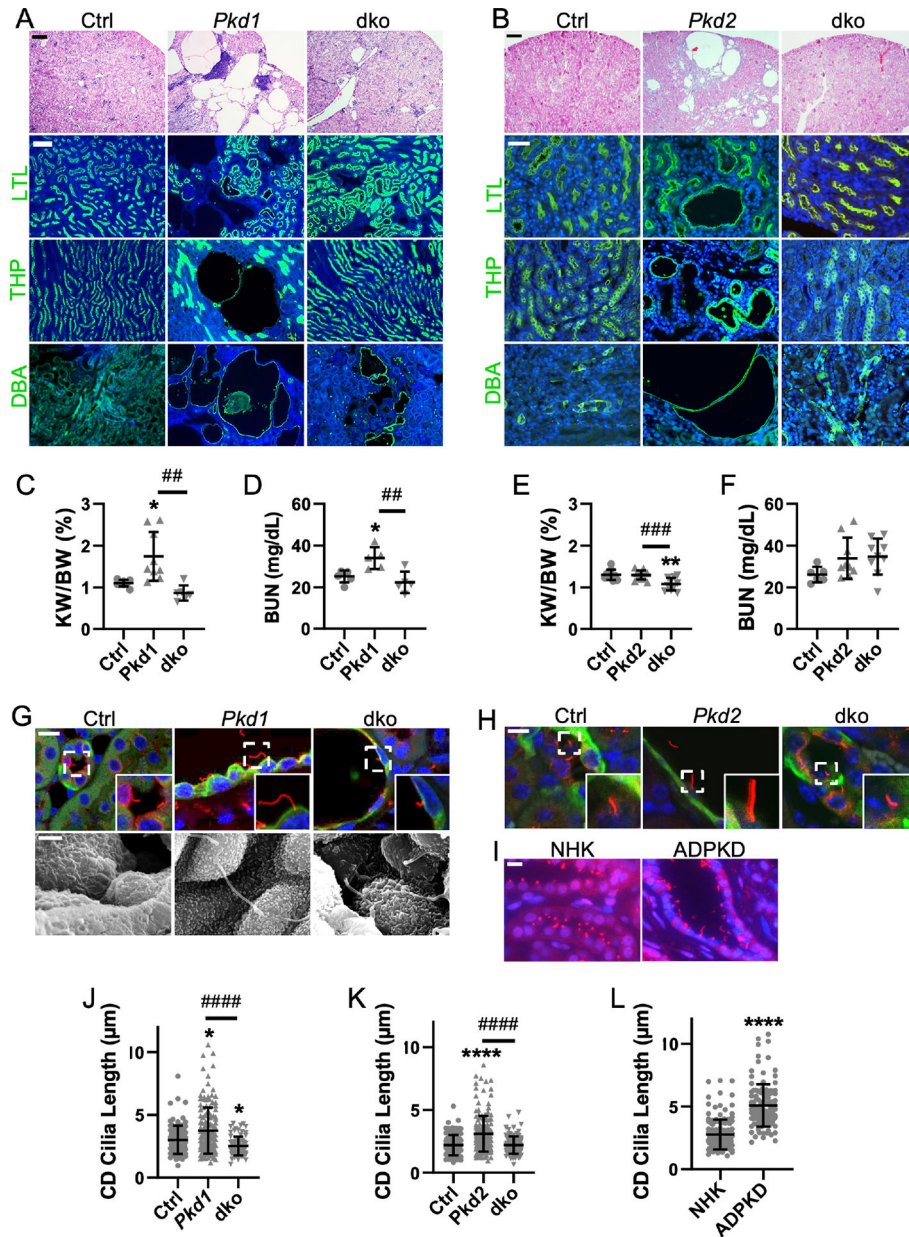 A
Ctrl
Pkd1
dko
LTL
THP
DBA
B
Ctrl
Pkd2
dko
LTL
THP
DBA
C
KW/BW (%)
3
2
1
0
*
##
Ctrl
Pkd1
dko
D
BUN (mg/dL)
60
40
20
0
*
##
Ctrl
Pkd1
dko
E
KW/BW (%)
3
2
1
0
###
**
Ctrl
Pkd2
dko
F
BUN (mg/dL)
60
40
20
0
Ctrl
Pkd2
dko
G
Ctrl
Pkd1
dko
H
Ctrl
Pkd2
dko
I
NHK
ADPKD
J
CD Cilia Length (µm)
10
5
0
*
####
*
Ctrl
Pkd1
dko
K
CD Cilia Length (µm)
10
5
0
****
####
Ctrl
Pkd2
dko
L
CD Cilia Length (µm)
10
5
0
****
NHK
ADPKD